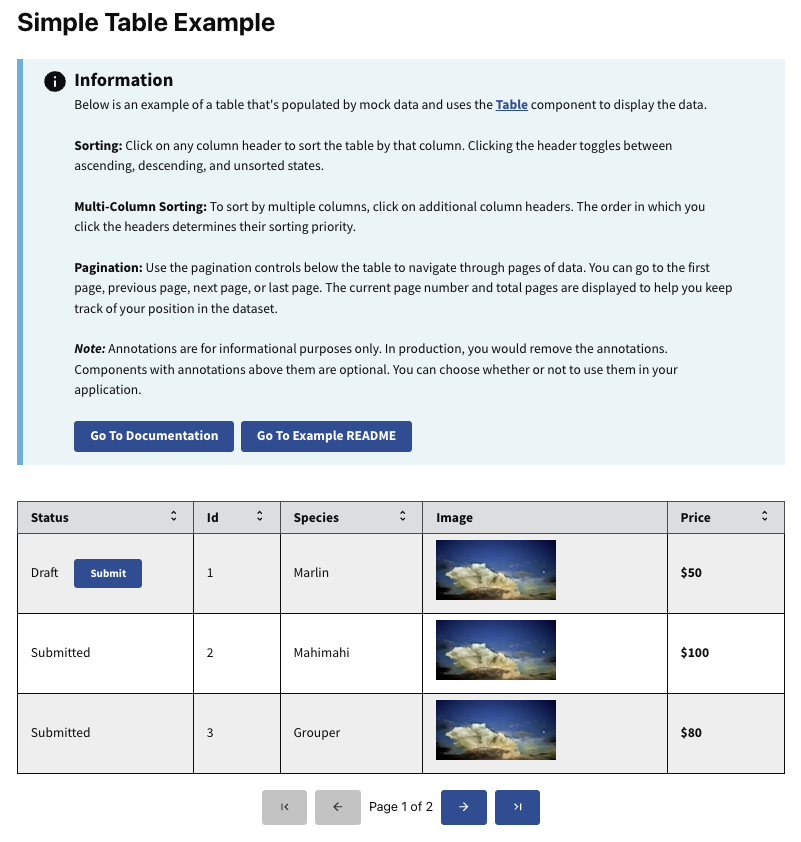 Simple Table Example
Information
Below is an example of a table that's populated by mock data and uses the Table component to display the data.
Sorting: Click on any column header to sort the table by that column. Clicking the header toggles between
ascending, descending, and unsorted states.
Multi-Column Sorting: To sort by multiple columns, click on additional column headers. The order in which you
click the headers determines their sorting priority.
Pagination: Use the pagination controls below the table to navigate through pages of data. You can go to the first
page, previous page, next page, or last page. The current page number and total pages are displayed to help you keep
track of your position in the dataset.
Note: Annotations are for informational purposes only. In production, you would remove the annotations.
Components with annotations above them are optional. You can choose whether or not to use them in your
application.
Go To Documentation Go To Example README
Status Id Species Image Price
Draft Submit 1 Marlin $50
Submitted 2 Mahimahi $100
Submitted 3 Grouper $80
Page 1 of 2